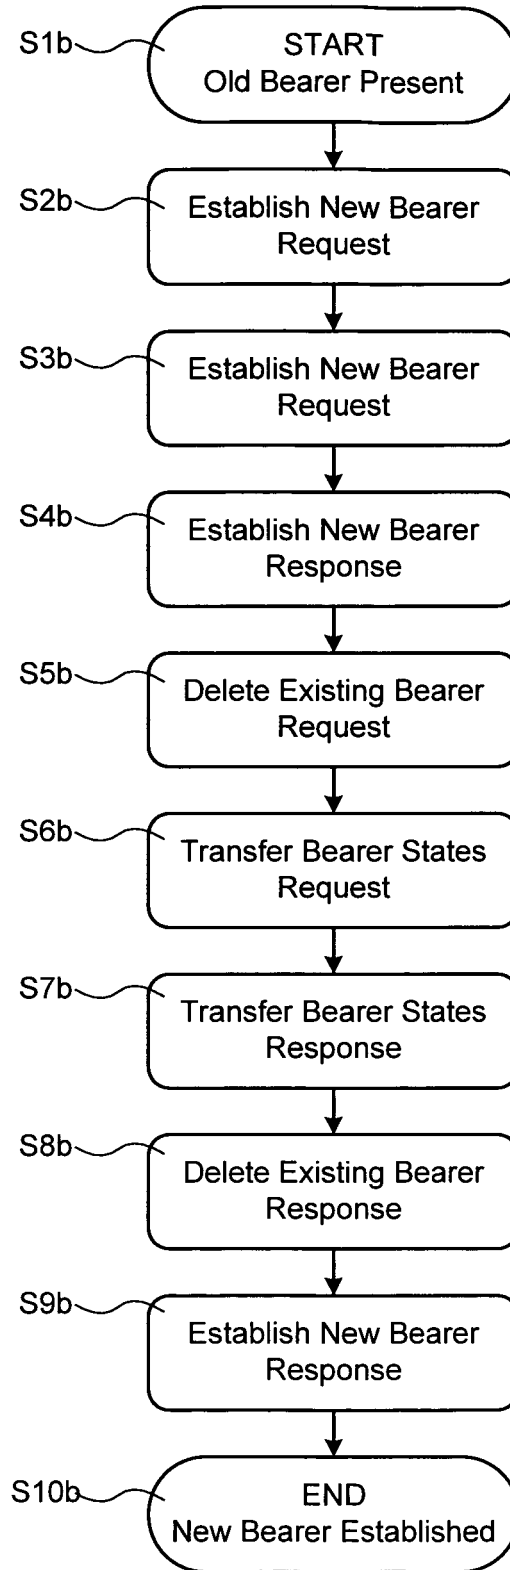 S1b
START
Old Bearer Present
S2b
Establish New Bearer
Request
S3b
Establish New Bearer
Request
S4b
Establish New Bearer
Response
S5b
Delete Existing Bearer
Request
S6b
Transfer Bearer States
Request
S7b
Transfer Bearer States
Response
S8b
Delete Existing Bearer
Response
S9b
Establish New Bearer
Response
S10b
END
New Bearer Established